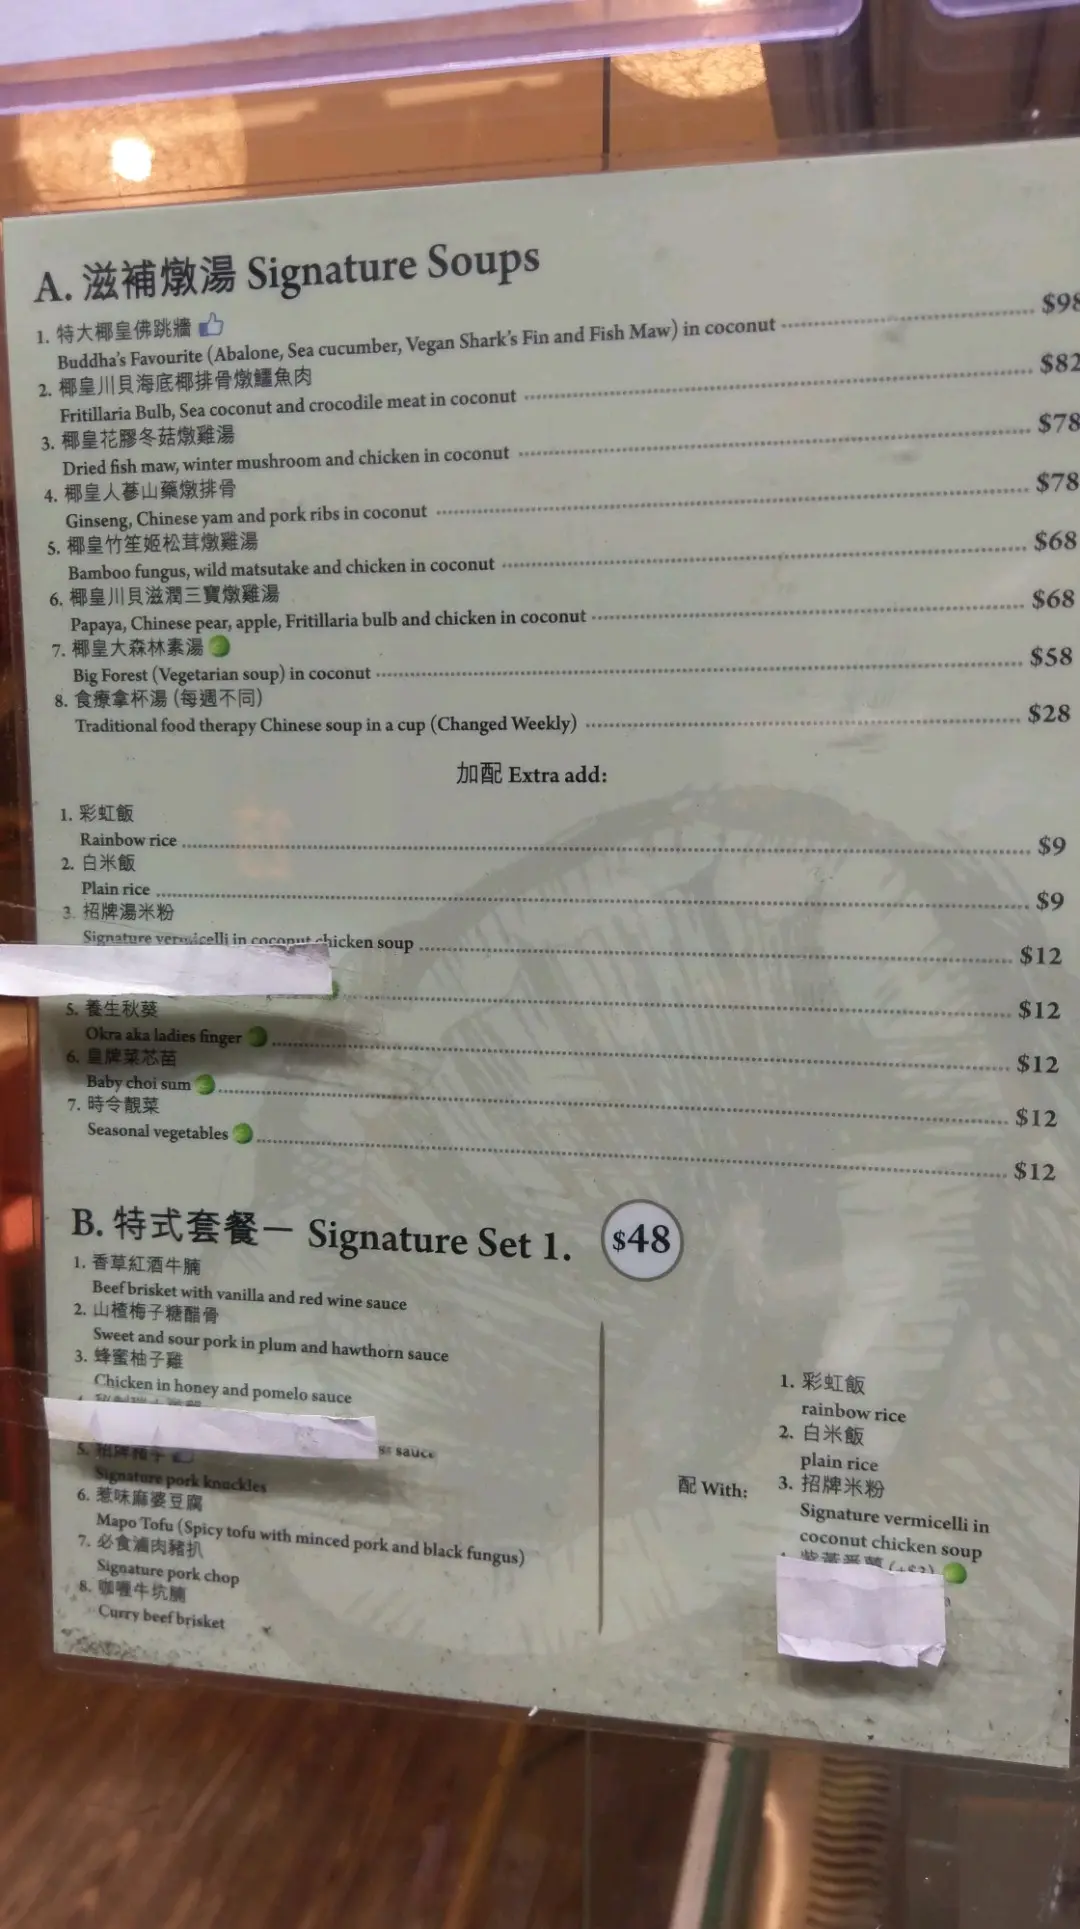 A. 滋補燉湯 Signature Soups
1. 特大椰皇佛跳牆
Buddha's Favourite (Abalone, Sea cucumber, Vegan Shark's Fin and Fish Maw) in coconut $98
2. 椰皇川貝海底椰排骨燉鱷魚肉
Fritillaria Bulb, Sea coconut and crocodile meat in coconut $82
3. 椰皇花膠冬菇燉雞湯
Dried fish maw, winter mushroom and chicken in coconut $78
4. 椰皇人蔘山藥燉排骨
Ginseng, Chinese yam and pork ribs in coconut $78
5. 椰皇竹笙姬松茸燉雞湯
Bamboo fungus, wild matsutake and chicken in coconut $68
6. 椰皇川貝滋潤三寶燉雞湯
Papaya, Chinese pear, apple, Fritillaria bulb and chicken in coconut $68
7. 椰皇大森林素湯
Big Forest (Vegetarian soup) in coconut $58
8. 食療拿杯湯 (每週不同)
Traditional food therapy Chinese soup in a cup (Changed Weekly) $28
加配 Extra add:
1. 彩虹飯
Rainbow rice $9
2. 白米飯
Plain rice $9
3. 招牌湯米粉
Signature vermicelli in coconut chicken soup $12
$12
5. 養生秋葵
Okra aka ladies finger $12
6. 皇牌菜芯苗
Baby choi sum $12
7. 時令靚菜
Seasonal vegetables $12
B. 特式套餐一 Signature Set 1. $48
1. 香草紅酒牛腩
Beef brisket with vanilla and red wine sauce
2. 山楂梅子糖醋骨
Sweet and sour pork in plum and hawthorn sauce
3. 蜂蜜柚子雞
Chicken in honey and pomelo sauce
sauce
5. 招牌豬手
Signature pork knuckles
6. 惹味麻婆豆腐
Mapo Tofu (Spicy tofu with minced pork and black fungus)
7. 必食滷肉豬扒
Signature pork chop
8. 咖喱牛坑腩
Curry beef brisket
配 With:
1. 彩虹飯
rainbow rice
2. 白米飯
plain rice
3. 招牌米粉
Signature vermicelli in
coconut chicken soup